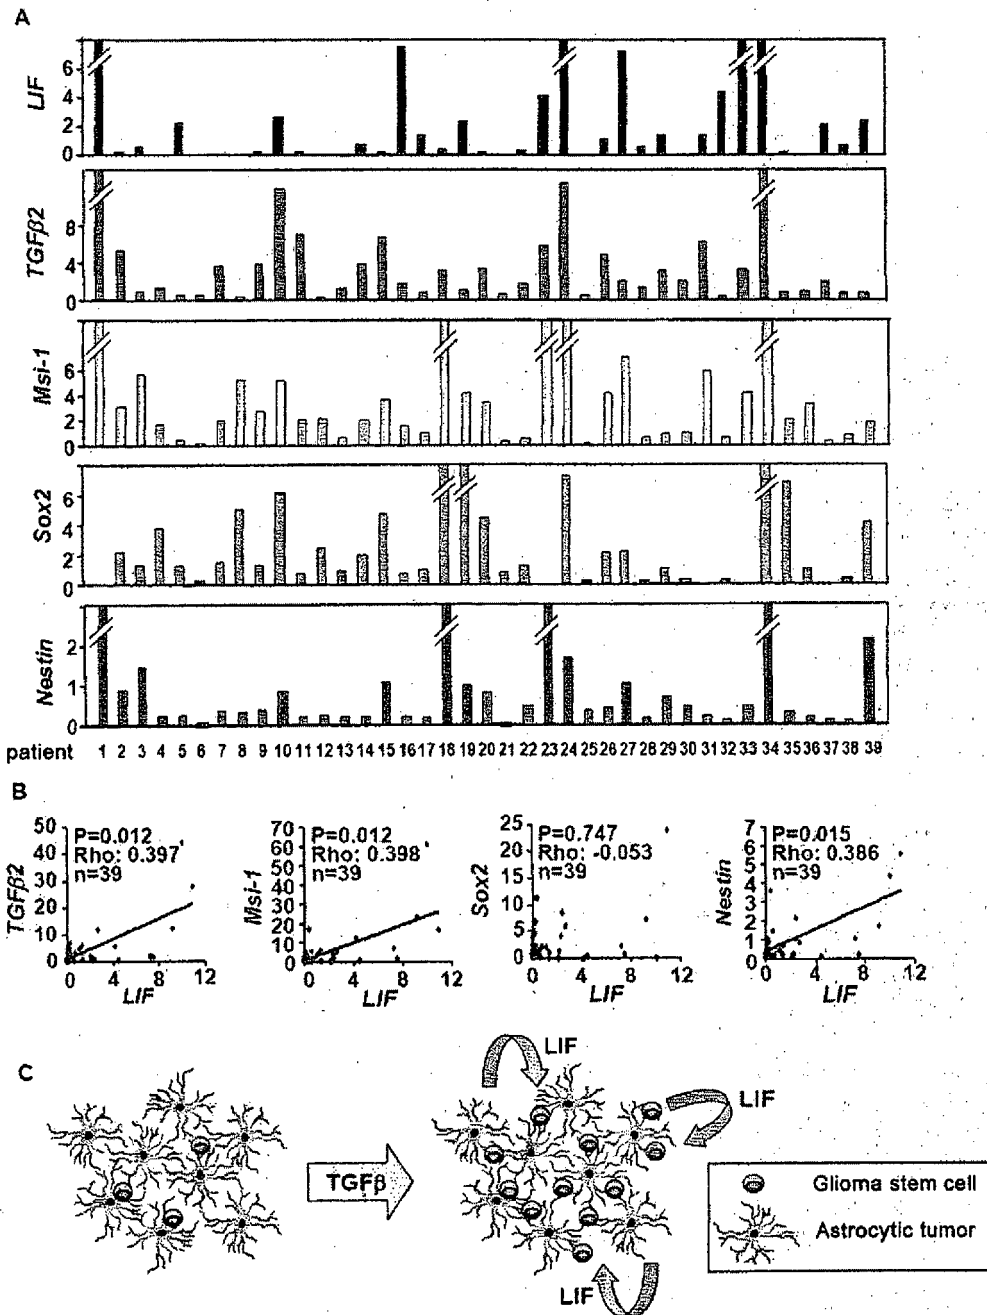 A
LIF
6
4
2
0
TGFβ2
8
4
0
Msi-1
6
4
2
0
Sox2
6
4
2
0
Nestin
2
1
0
patient 1 2 3 4 5 6 7 8 9 10 11 12 13 14 15 16 17 18 19 20 21 22 23 24 25 26 27 28 29 30 31 32 33 34 35 36 37 38 39
B
TGFβ2
50
40
30
20
10
0
P=0.012
Rho: 0.397
n=39
0 4 8 12
LIF
Msi-1
70
60
50
40
30
20
10
0
P=0.012
Rho: 0.398
n=39
0 4 8 12
LIF
Sox2
25
20
15
10
5
0
P=0.747
Rho: -0.053
n=39
0 4 8 12
LIF
Nestin
7
6
5
4
3
2
1
0
P=0.015
Rho: 0.386
n=39
0 4 8 12
LIF
C
TGFβ
LIF
LIF
LIF
Glioma stem cell
Astrocytic tumor